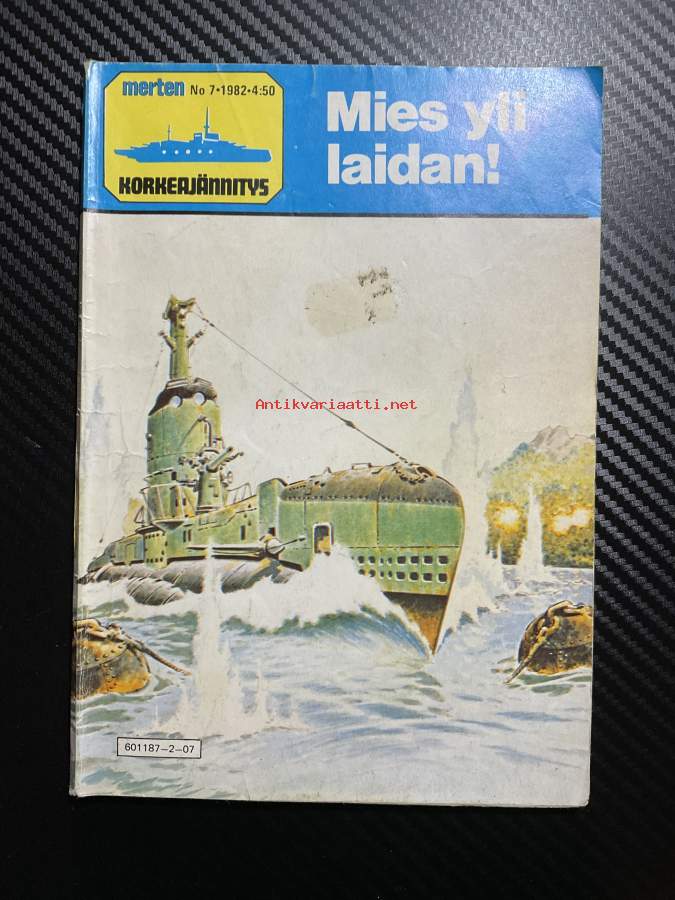 merten No 7•1982•4:50
KORKEAJÄNNITYS
Mies yli
laidan!
Antikvariaatti.net
601187-2-07